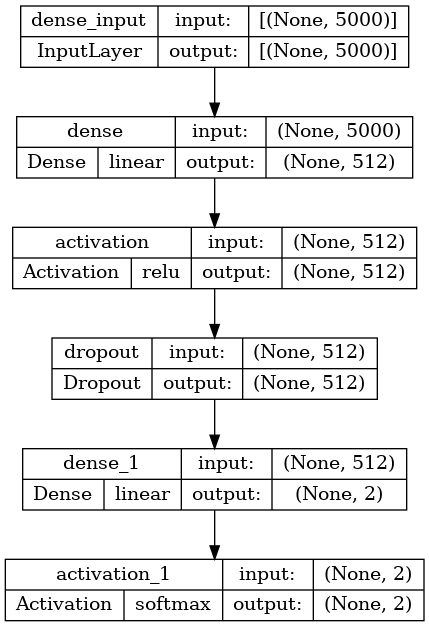 dense_input input: [(None, 5000)]
InputLayer output: [(None, 5000)]
dense input: (None, 5000)
Dense linear output: (None, 512)
activation input: (None, 512)
Activation relu output: (None, 512)
dropout input: (None, 512)
Dropout output: (None, 512)
dense_1 input: (None, 512)
Dense linear output: (None, 2)
activation_1 input: (None, 2)
Activation softmax output: (None, 2)